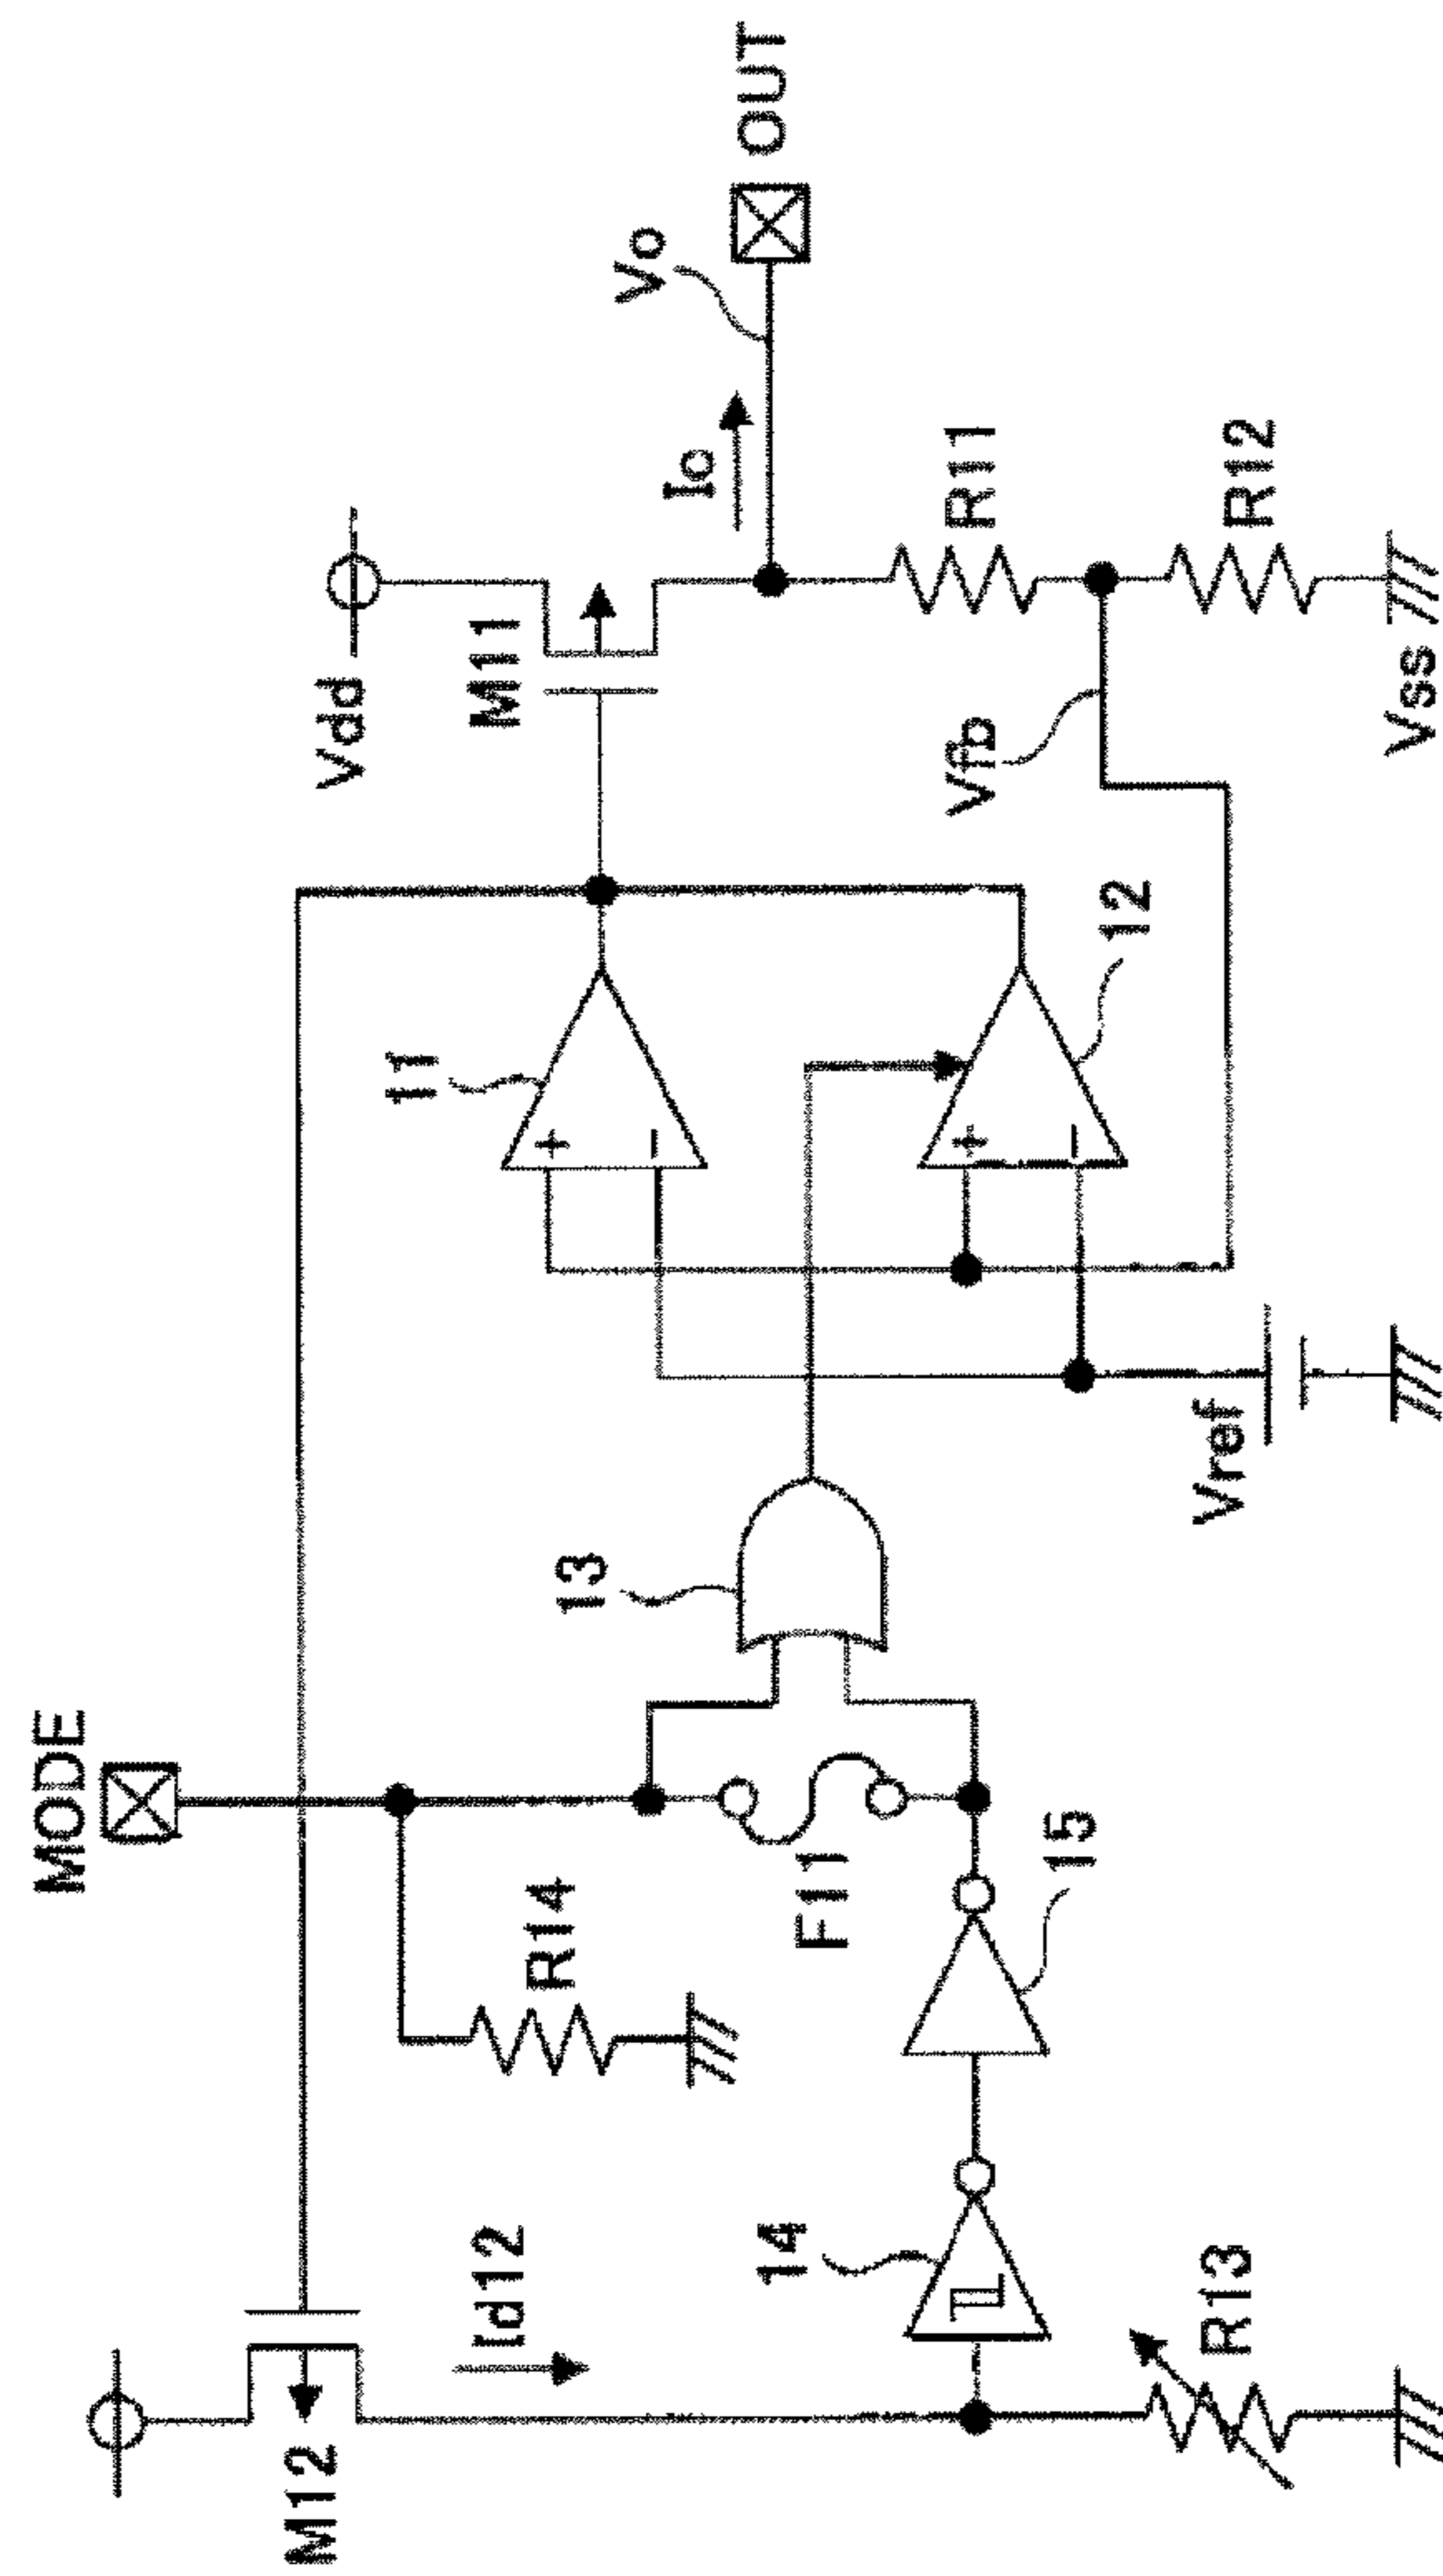 MODE
M12
Id12
R14
F11
14
15
R13
13
Vref
11
+
−
12
+
−
Vdd
M11
Io
Vo
OUT
R11
Vfb
R12
Vss